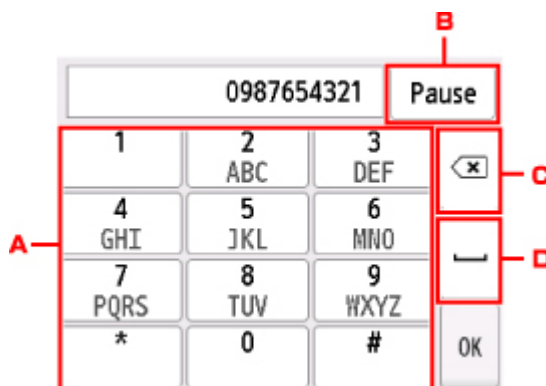 B
0987654321 Pause
1 2 3
ABC DEF
C
4 5 6
GHI JKL MNO
A
D
7 8 9
PQRS TUV WXYZ
* 0 # OK